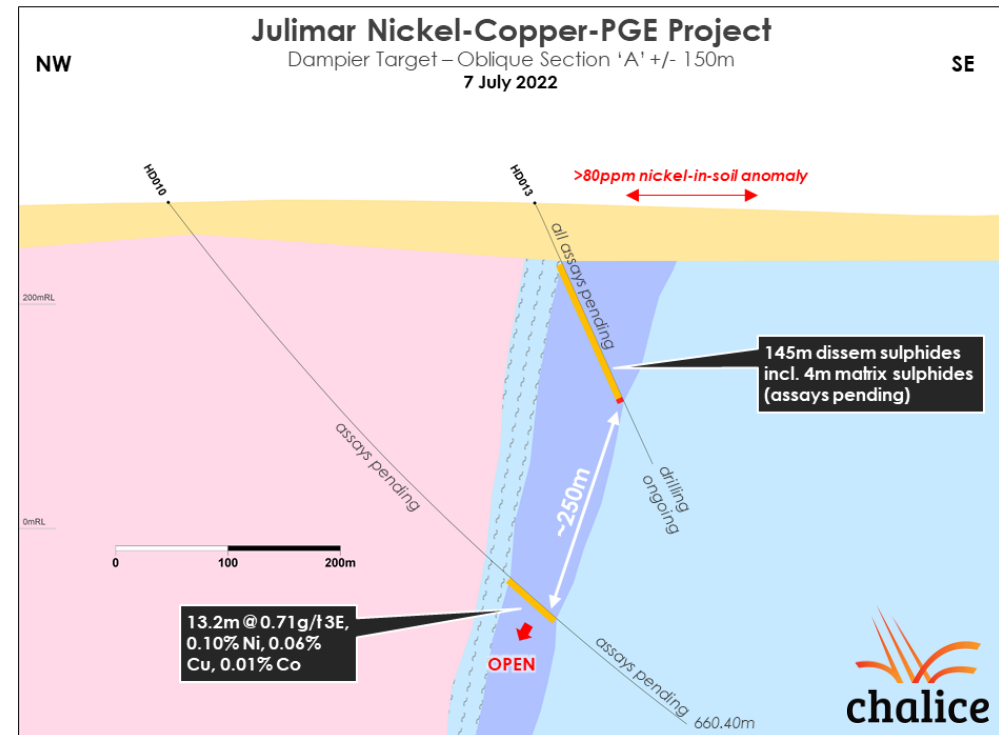 Julimar Nickel-Copper-PGE Project
Dampier Target – Oblique Section ‘A’ +/- 150m
7 July 2022
NW
SE
HD010
HD013
>80ppm nickel-in-soil anomaly
all assays pending
200mRL
145m dissem sulphides
incl. 4m matrix sulphides
(assays pending)
assays pending
~250m
drilling
ongoing
0mRL
0
100
200m
13.2m @ 0.71g/t 3E,
0.10% Ni, 0.06%
Cu, 0.01% Co
OPEN
assays pending
660.40m
chalice